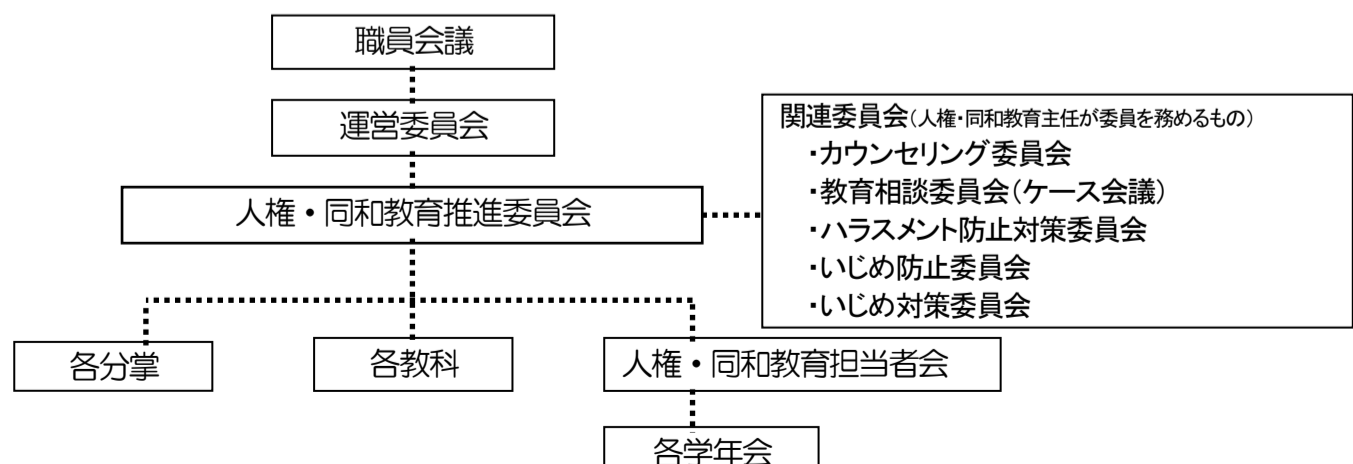 職員会議
運営委員会
関連委員会(人権・同和教育主任が委員を務めるもの)
・カウンセリング委員会
・教育相談委員会(ケース会議)
・ハラスメント防止対策委員会
・いじめ防止委員会
・いじめ対策委員会
人権・同和教育推進委員会
各分掌
各教科
人権・同和教育担当者会
各学年会